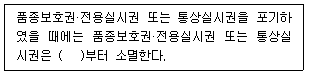 품종보호권·전용실시권 또는 통상실시권을 포기하
였을 때에는 품종보호권·전용실시권 또는 통상실
시권은 (   )부터 소멸한다.